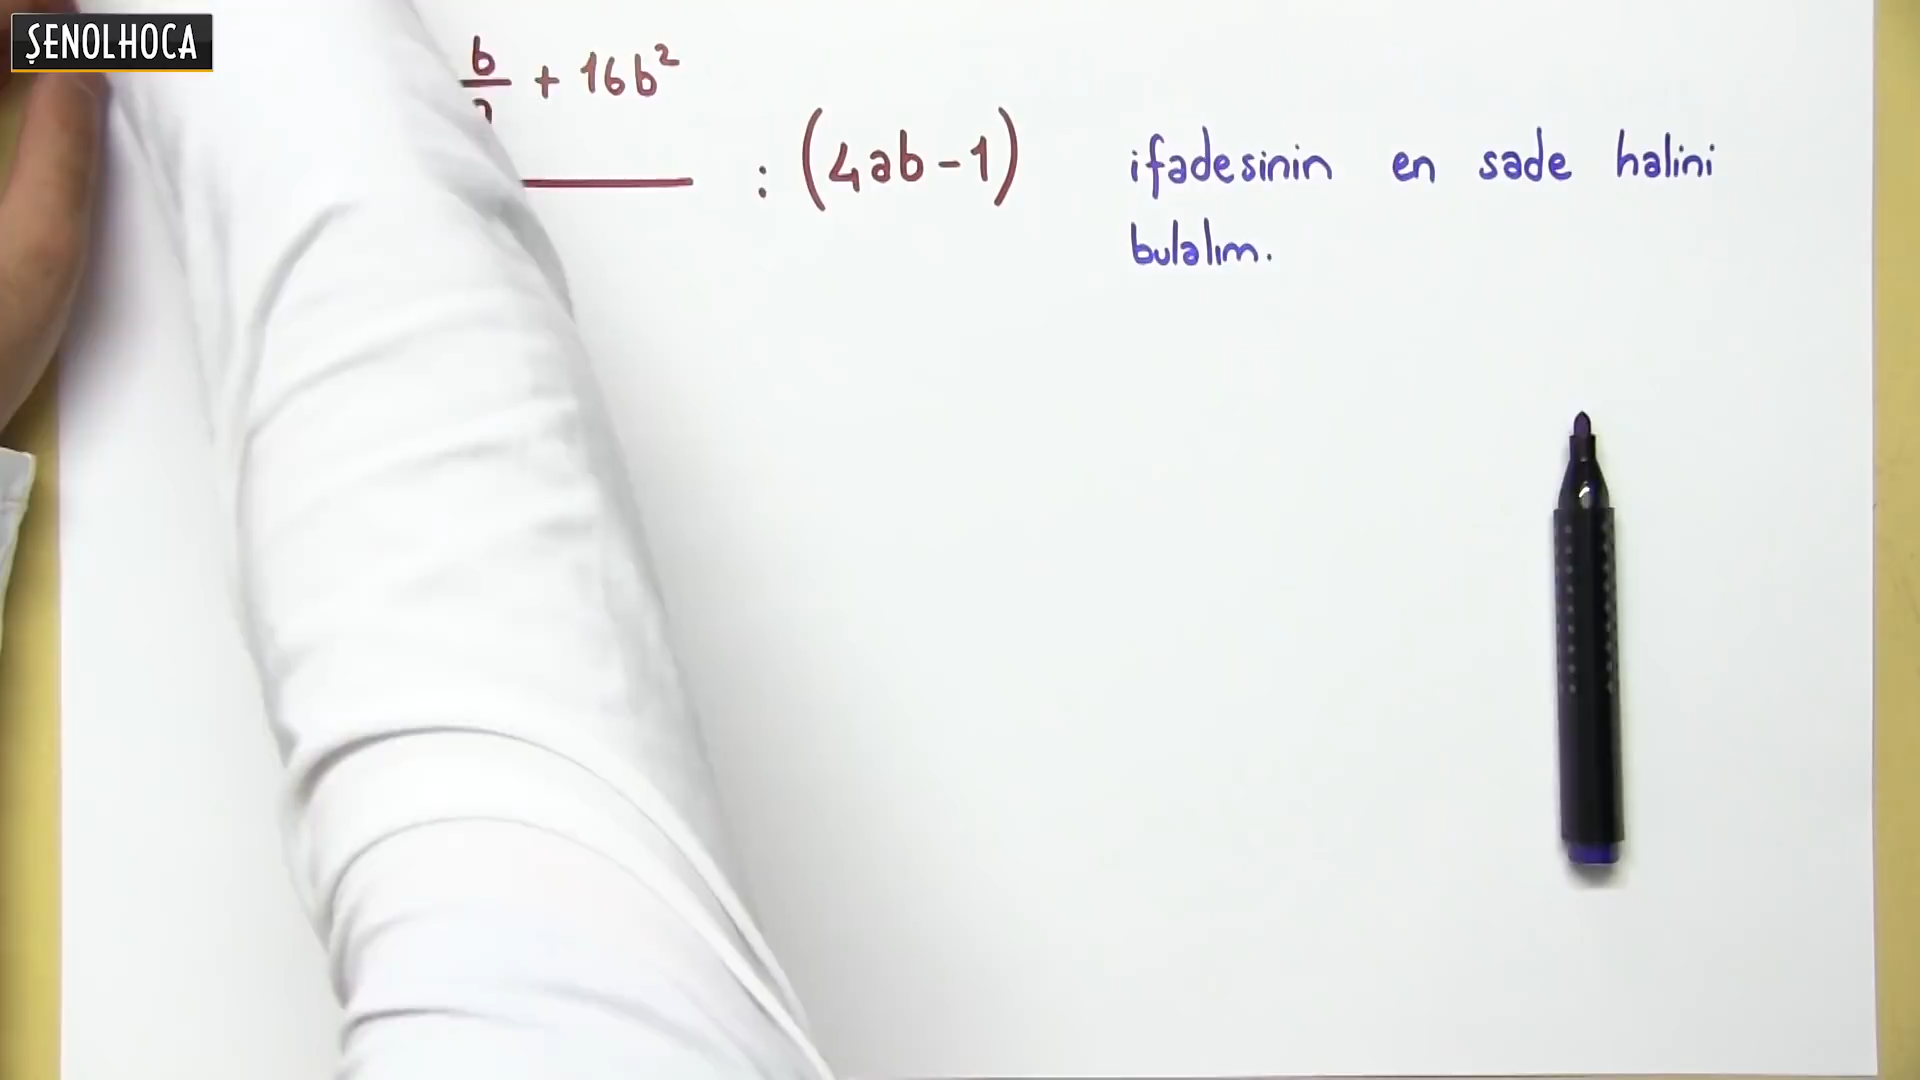 ŞENOLHOCA
b + 16b²
: (4ab-1) ifadesinin en sade halini
bulalım.